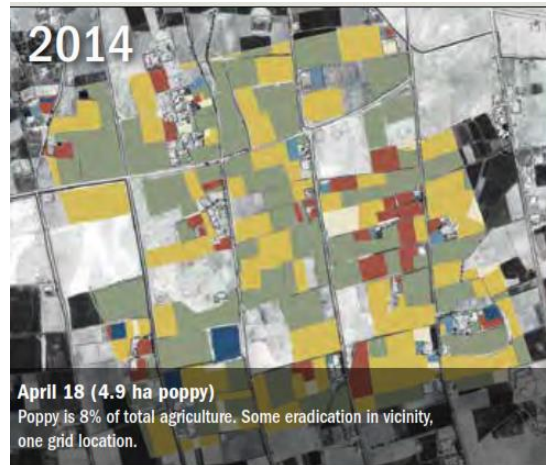 2014
April 18 (4.9 ha poppy)
Poppy is 8% of total agriculture. Some eradication in vicinity,
one grid location.